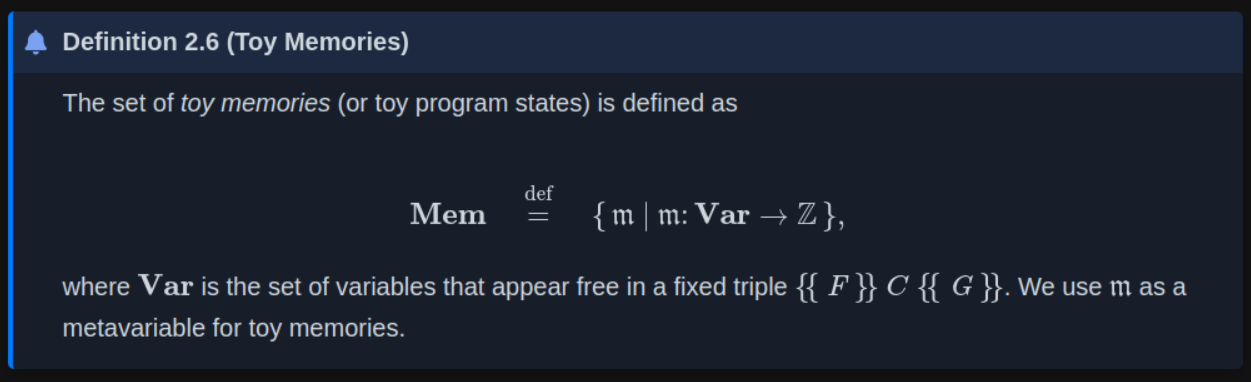 Definition 2.6 (Toy Memories)
The set of toy memories (or toy program states) is defined as
Mem def= { 𝔪 | 𝔪: Var → ℤ },
where Var is the set of variables that appear free in a fixed triple {{ F }} C {{ G }}. We use 𝔪 as a
metavariable for toy memories.